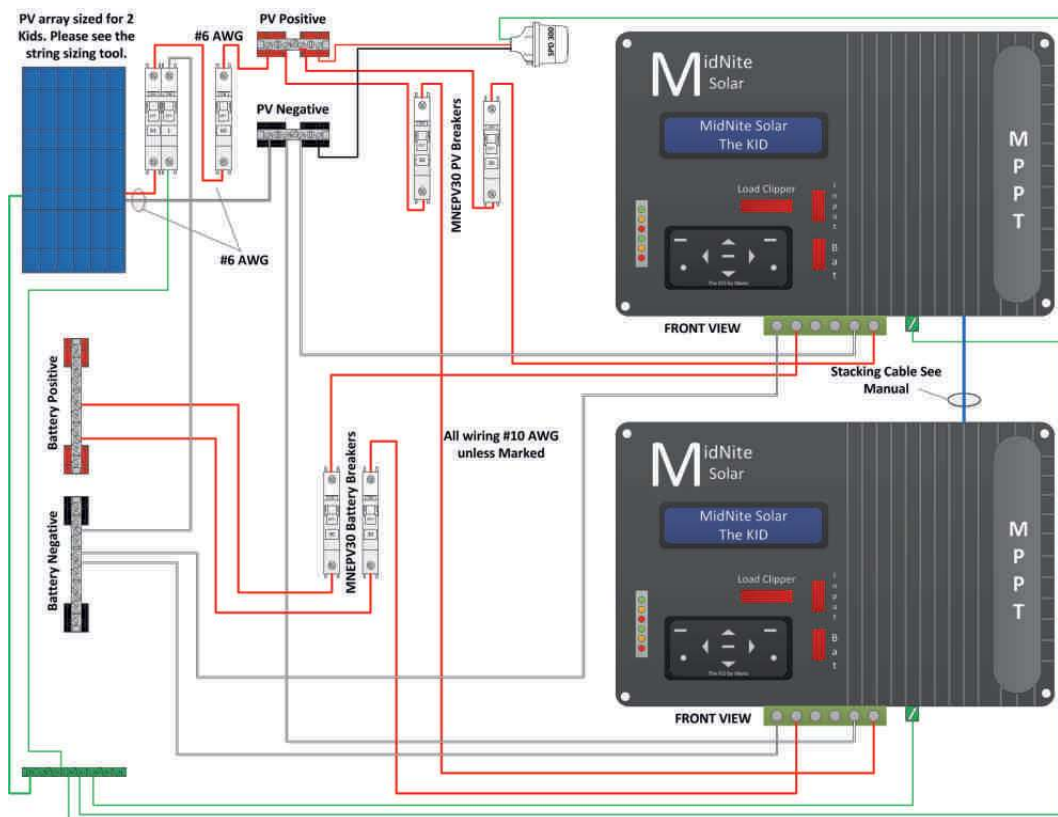 PV array sized for 2
Kids. Please see the
string sizing tool.
#6 AWG
PV Positive
SPD 300
PV Negative
#6 AWG
MNEPV30 PV Breakers
MidNite
Solar
MidNite Solar
The KID
Load Clipper
Input
Bat
MPPT
FRONT VIEW
Stacking Cable See
Manual
Battery Positive
All wiring #10 AWG
unless Marked
MNEPV30 Battery Breakers
Battery Negative
MidNite
Solar
MidNite Solar
The KID
Load Clipper
Input
Bat
MPPT
FRONT VIEW